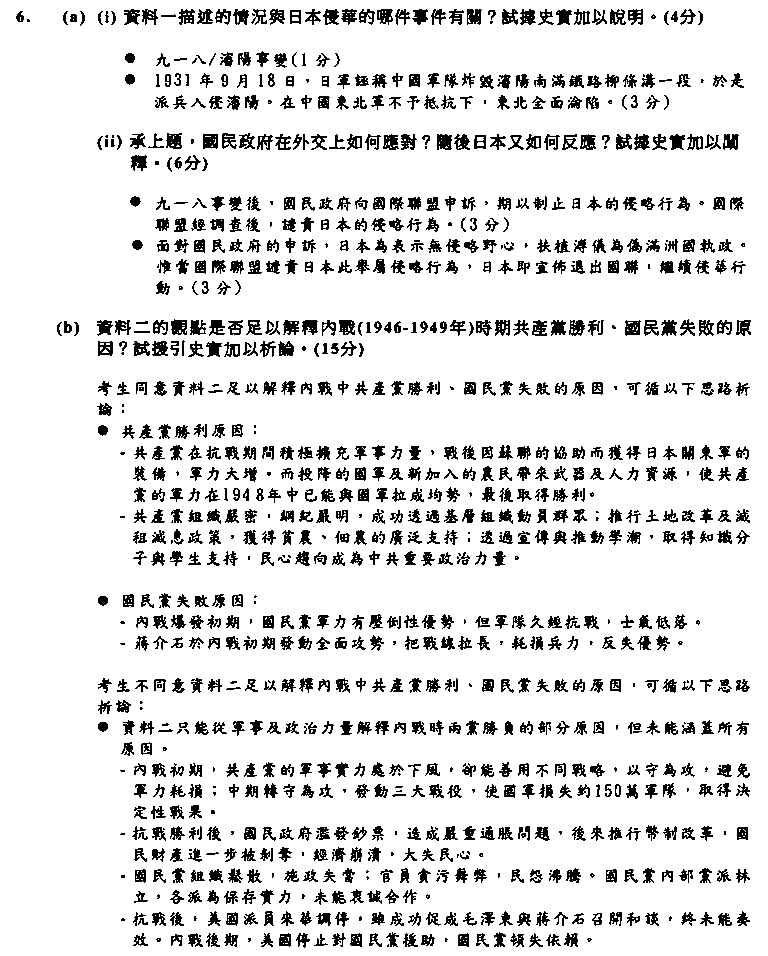 6. (a) (i) 資料一描述的情況與日本侵華的哪件事件有關？試據史實加以說明。(4分)
● 九一八/瀋陽事變(1 分)
● 1931 年 9 月 18 日，日軍誣稱中國軍隊炸毀瀋陽南滿鐵路柳條溝一段，於是
派兵入侵瀋陽。在中國東北軍不予抵抗下，東北全面淪陷。(3 分)
(ii) 承上題，國民政府在外交上如何應對？隨後日本又如何反應？試據史實加以闡
釋。(6分)
● 九一八事變後，國民政府向國際聯盟申訴，期以制止日本的侵略行為。國際
聯盟經調查後，譴責日本的侵略行為。(3 分)
● 面對國民政府的申訴，日本為表示無侵略野心，扶植溥儀為偽滿洲國執政。
惟當國際聯盟譴責日本此舉屬侵略行為，日本即宣佈退出國聯，繼續侵華行
動。(3 分)
(b) 資料二的觀點是否足以解釋內戰(1946-1949年)時期共產黨勝利、國民黨失敗的原
因？試援引史實加以析論。(15分)
考生同意資料二足以解釋內戰中共產黨勝利、國民黨失敗的原因，可循以下思路析
論：
● 共產黨勝利原因：
- 共產黨在抗戰期間積極擴充軍事力量，戰後因蘇聯的協助而獲得日本關東軍的
裝備，軍力大增。而投降的國軍及新加入的農民帶來武器及人力資源，使共產
黨的軍力在1948年中已能與國軍拉成均勢，最後取得勝利。
- 共產黨組織嚴密，綱紀嚴明，成功透過基層組織動員群眾；推行土地改革及減
租減息政策，獲得貧農、佃農的廣泛支持；透過宣傳與推動學潮，取得知識分
子與學生支持，民心趨向成為中共重要政治力量。
● 國民黨失敗原因：
- 內戰爆發初期，國民黨軍力有壓倒性優勢，但軍隊久經抗戰，士氣低落。
- 蔣介石於內戰初期發動全面攻勢，把戰線拉長，耗損兵力，反失優勢。
考生不同意資料二足以解釋內戰中共產黨勝利、國民黨失敗的原因，可循以下思路
析論：
● 資料二只能從軍事及政治力量解釋內戰時兩黨勝負的部分原因，但未能涵蓋所有
原因。
- 內戰初期，共產黨的軍事實力處於下風，卻能善用不同戰略，以守為攻，避免
軍力耗損；中期轉守為攻，發動三大戰役，使國軍損失約150萬軍隊，取得決
定性戰果。
- 抗戰勝利後，國民政府濫發鈔票，造成嚴重通脹問題，後來推行幣制改革，國
民財產進一步被剝奪，經濟崩潰，大失民心。
- 國民黨組織鬆散，施政失當；官員貪污舞弊，民怨沸騰。國民黨內部黨派林
立，各派為保存實力，未能衷誠合作。
- 抗戰後，美國派員來華調停，雖成功促成毛澤東與蔣介石召開和談，終未能奏
效。內戰後期，美國停止對國民黨援助，國民黨頓失依賴。